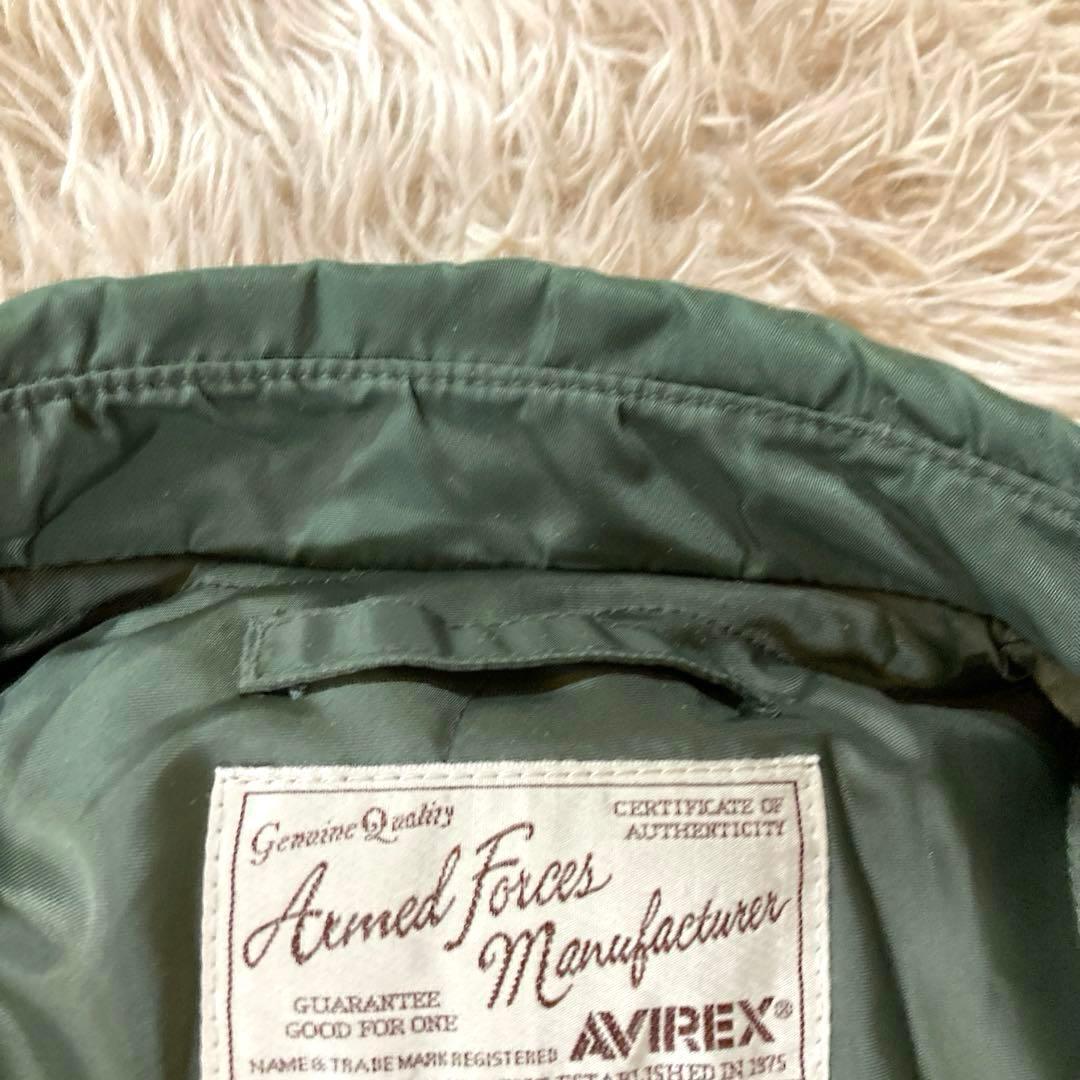 Genuine Quality
CERTIFICATE OF
AUTHENTICITY
Armed Forces
Manufacturer
GUARANTEE
GOOD FOR ONE
AVIREX®
NAME & TRADE MARK REGISTERED
ESTABLISHED IN 1975